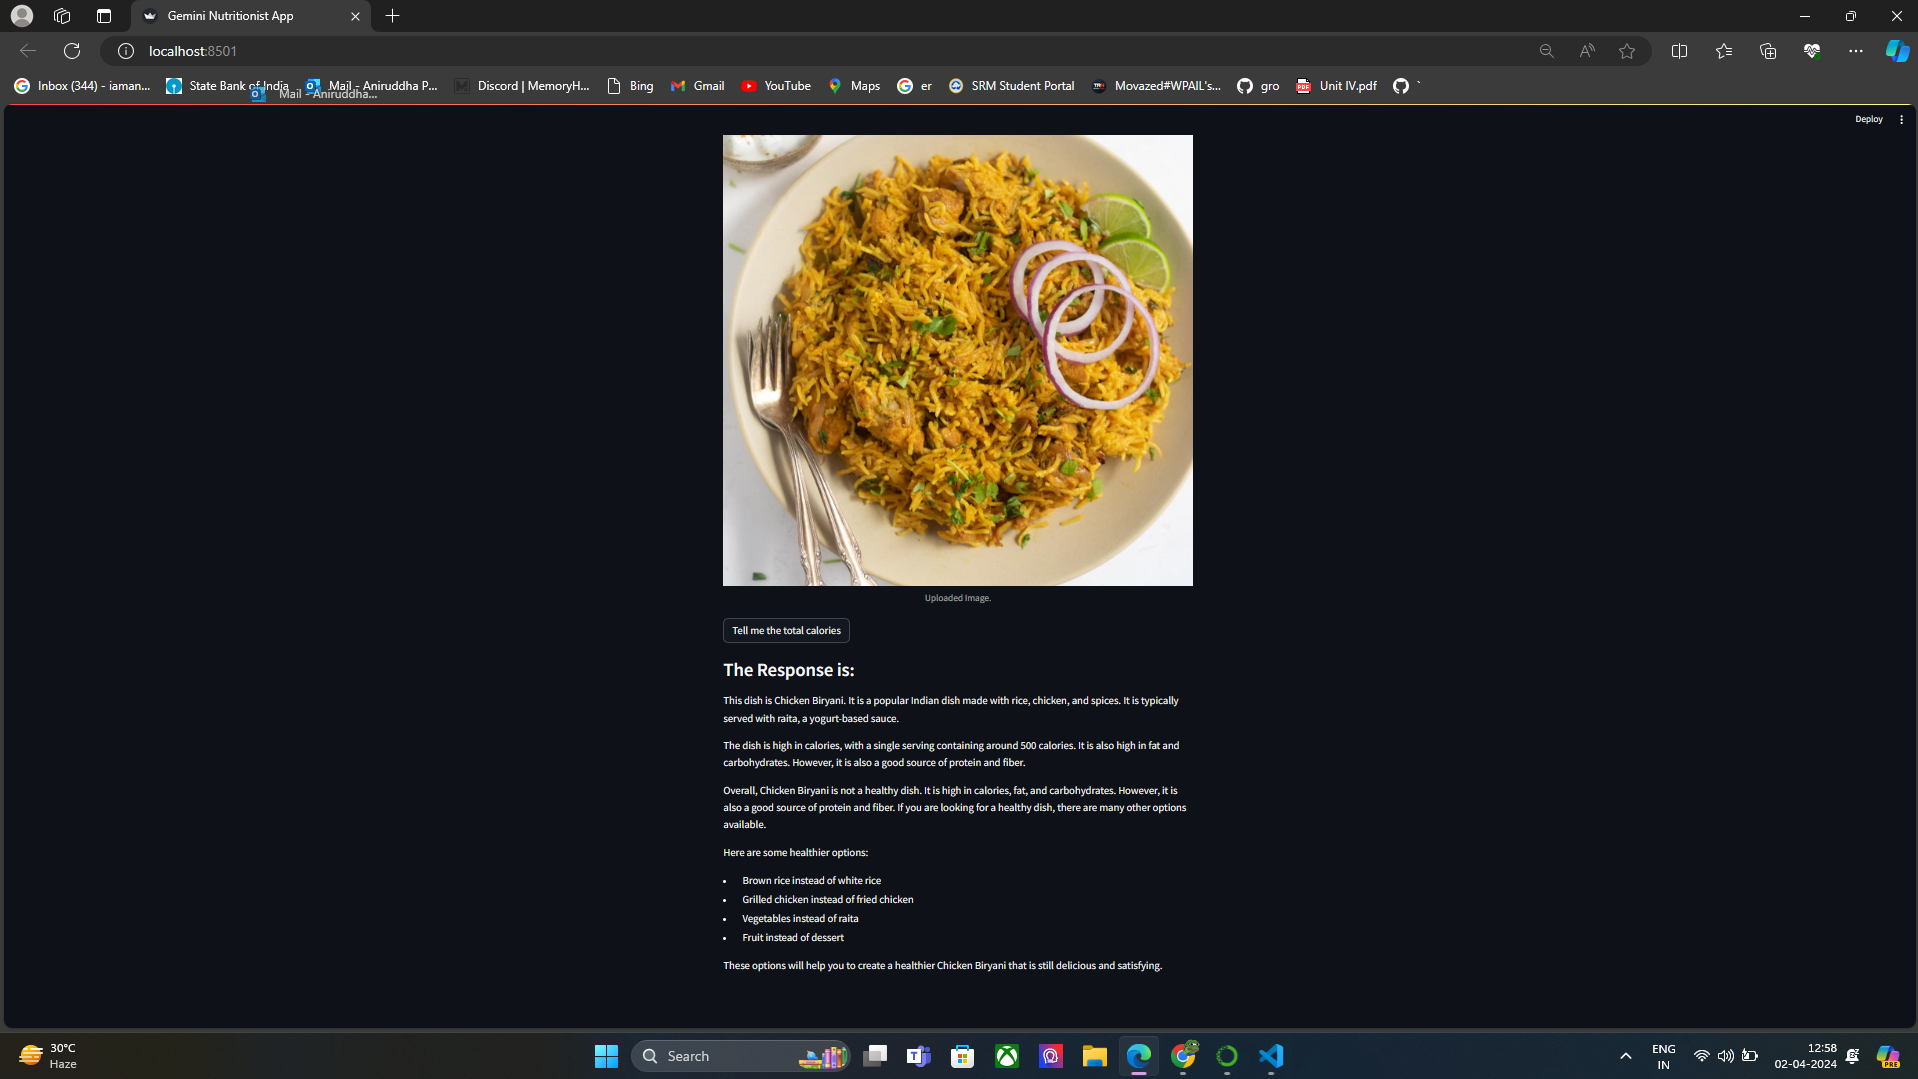 Gemini Nutritionist App
localhost:8501
Inbox (344) - iaman...
State Bank of India
Mail - Aniruddha P...
Mail - Aniruddha...
Discord | MemoryH...
Bing
Gmail
YouTube
Maps
er
SRM Student Portal
Movazed#WPAIL's...
gro
PDF
Unit IV.pdf
`
Deploy
Uploaded Image.
Tell me the total calories
The Response is:
This dish is Chicken Biryani. It is a popular Indian dish made with rice, chicken, and spices. It is typically
served with raita, a yogurt-based sauce.
The dish is high in calories, with a single serving containing around 500 calories. It is also high in fat and
carbohydrates. However, it is also a good source of protein and fiber.
Overall, Chicken Biryani is not a healthy dish. It is high in calories, fat, and carbohydrates. However, it is
also a good source of protein and fiber. If you are looking for a healthy dish, there are many other options
available.
Here are some healthier options:
• Brown rice instead of white rice
• Grilled chicken instead of fried chicken
• Vegetables instead of raita
• Fruit instead of dessert
These options will help you to create a healthier Chicken Biryani that is still delicious and satisfying.
30°C
Haze
Search
ENG
IN
12:58
02-04-2024
PRE